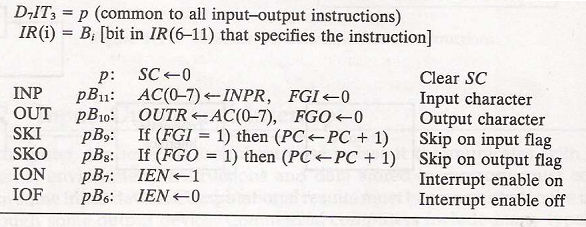 D₇IT₃ = p (common to all input–output instructions)
IR(i) = Bᵢ [bit in IR(6–11) that specifies the instruction]
p: SC←0 Clear SC
INP pB₁₁: AC(0–7)←INPR, FGI←0 Input character
OUT pB₁₀: OUTR←AC(0–7), FGO←0 Output character
SKI pB₉: If (FGI = 1) then (PC←PC + 1) Skip on input flag
SKO pB₈: If (FGO = 1) then (PC←PC + 1) Skip on output flag
ION pB₇: IEN←1 Interrupt enable on
IOF pB₆: IEN←0 Interrupt enable off